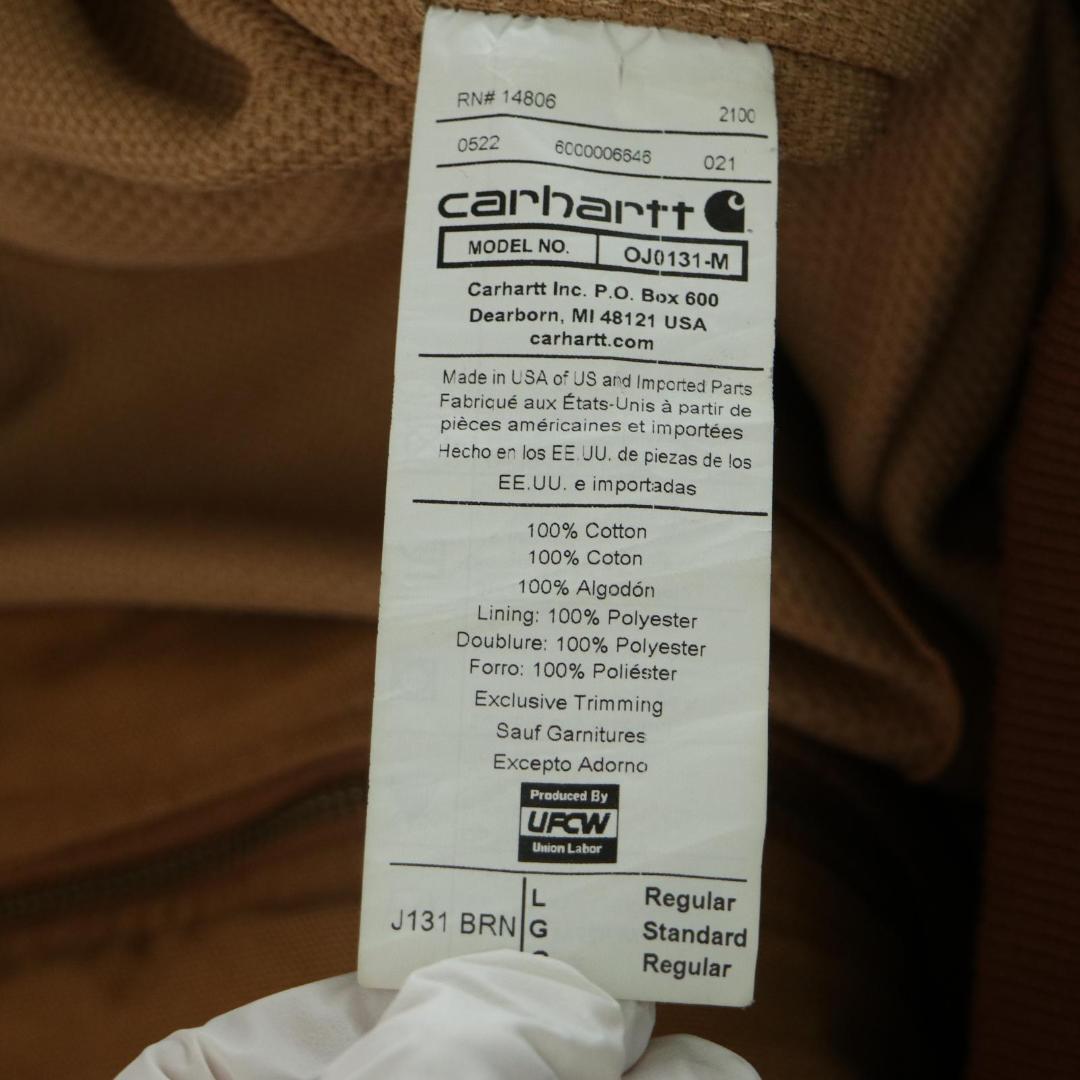 RN# 14806 2100
0522 6000006646 021
carhartt
MODEL NO. OJ0131-M
Carhartt Inc. P.O. Box 600
Dearborn, MI 48121 USA
carhartt.com
Made in USA of US and Imported Parts
Fabriqué aux États-Unis à partir de
pièces américaines et importées
Hecho en los EE.UU. de piezas de los
EE.UU. e importadas
100% Cotton
100% Coton
100% Algodón
Lining: 100% Polyester
Doublure: 100% Polyester
Forro: 100% Poliéster
Exclusive Trimming
Sauf Garnitures
Excepto Adorno
Produced By
UFCW
Union Labor
L Regular
J131 BRN G Standard
Regular